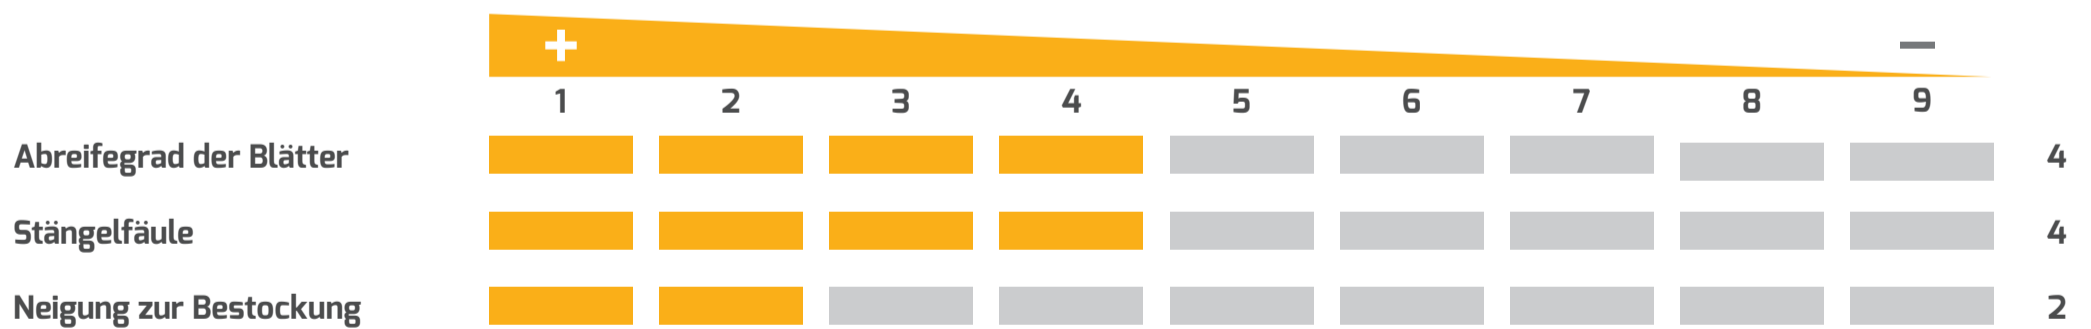 + −
1 2 3 4 5 6 7 8 9
Abreifegrad der Blätter 4
Stängelfäule 4
Neigung zur Bestockung 2